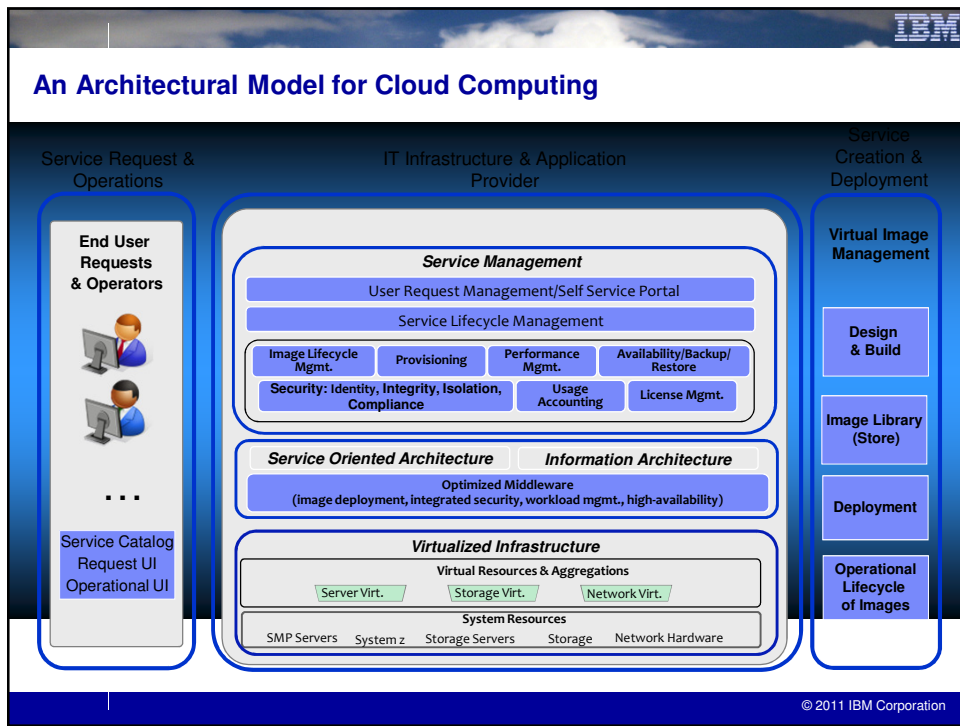 IBM
An Architectural Model for Cloud Computing
Service Request &
Operations
IT Infrastructure & Application
Provider
Service
Creation &
Deployment
End User
Requests
& Operators
...
Service Catalog
Request UI
Operational UI
Service Management
User Request Management/Self Service Portal
Service Lifecycle Management
Image Lifecycle
Mgmt.
Provisioning
Performance
Mgmt.
Availability/Backup/
Restore
Security: Identity, Integrity, Isolation,
Compliance
Usage
Accounting
License Mgmt.
Service Oriented Architecture
Information Architecture
Optimized Middleware
(image deployment, integrated security, workload mgmt., high-availability)
Virtualized Infrastructure
Virtual Resources & Aggregations
Server Virt.
Storage Virt.
Network Virt.
System Resources
SMP Servers
System z
Storage Servers
Storage
Network Hardware
Virtual Image
Management
Design
& Build
Image Library
(Store)
Deployment
Operational
Lifecycle
of Images
© 2011 IBM Corporation